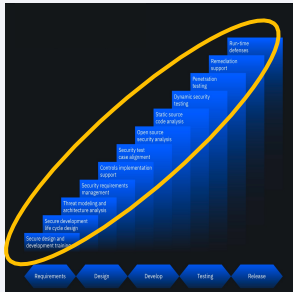 Run-time
defenses
Remediation
support
Penetration
testing
Dynamic security
testing
Static source
code analysis
Open source
security analysis
Security test
case alignment
Controls implementation
support
Security requirements
management
Threat modeling and
architecture analysis
Secure development
life cycle design
Secure design and
development training
Requirements
Design
Develop
Testing
Release